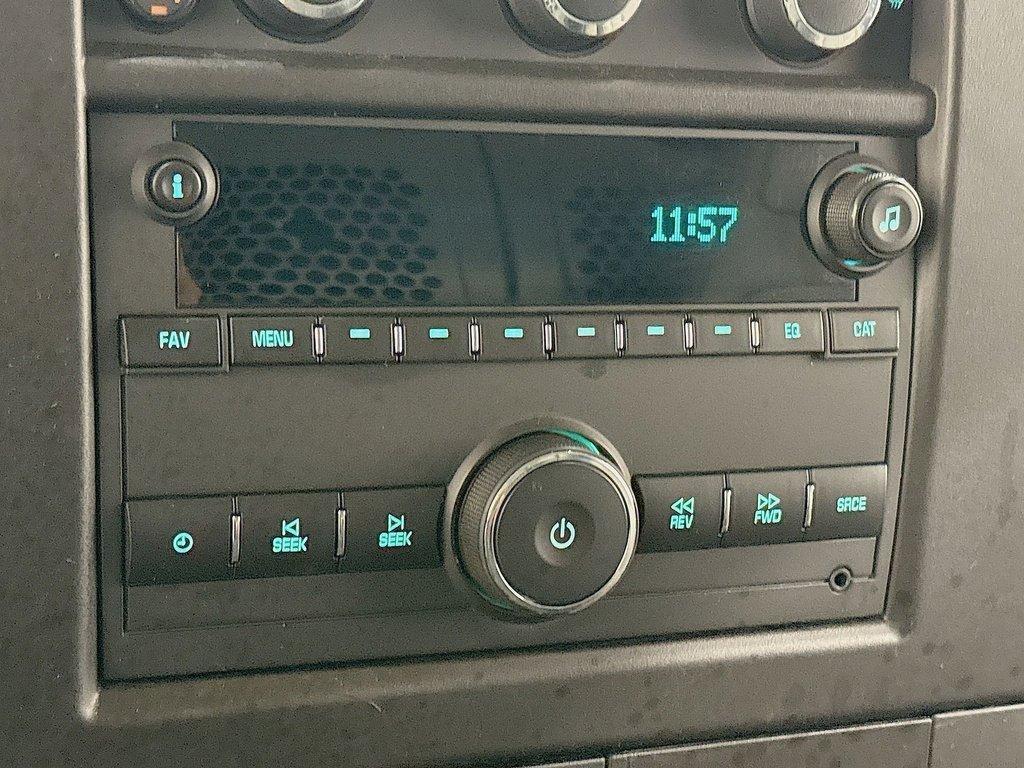 11:57
FAV MENU EQ CAT
SEEK SEEK REV FWD SRCE